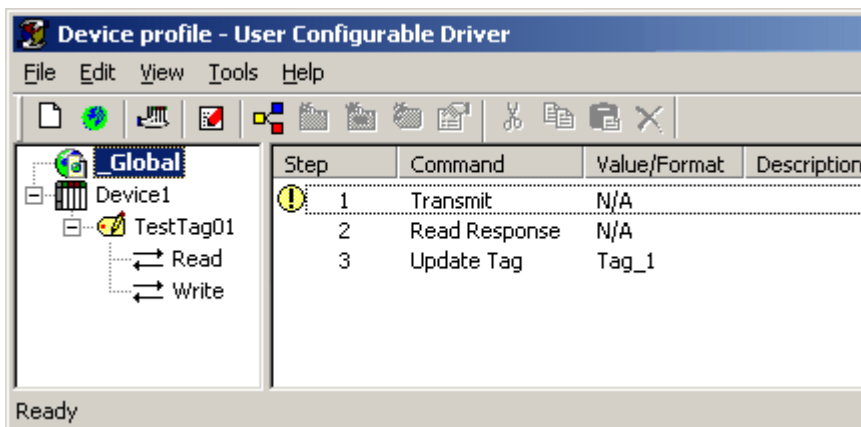 Device profile - User Configurable Driver
File Edit View Tools Help
_Global
Device1
TestTag01
Read
Write
Step Command Value/Format Description
1 Transmit N/A
2 Read Response N/A
3 Update Tag Tag_1
Ready